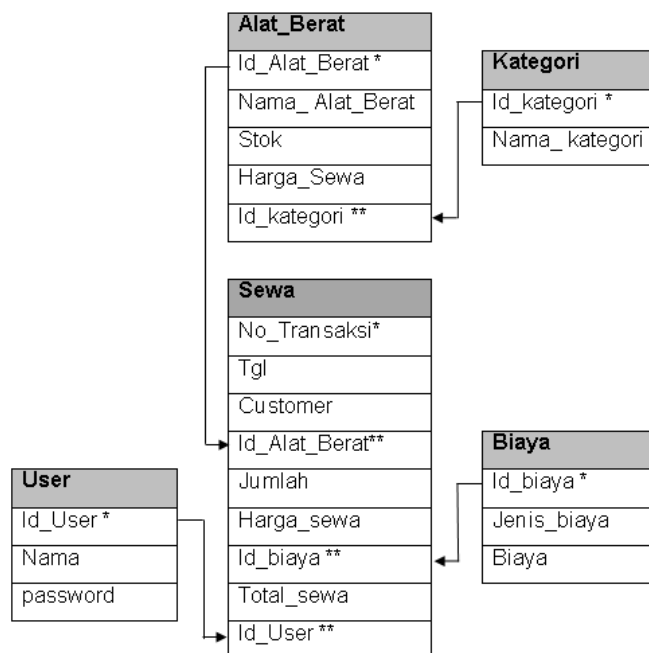 Alat_Berat
Id_Alat_Berat *
Nama_ Alat_Berat
Stok
Harga_Sewa
Id_kategori **
Kategori
Id_kategori *
Nama_ kategori
Sewa
No_Transaksi*
Tgl
Customer
Id_Alat_Berat**
Jumlah
Harga_sewa
Id_biaya **
Total_sewa
Id_User **
User
Id_User *
Nama
password
Biaya
Id_biaya *
Jenis_biaya
Biaya